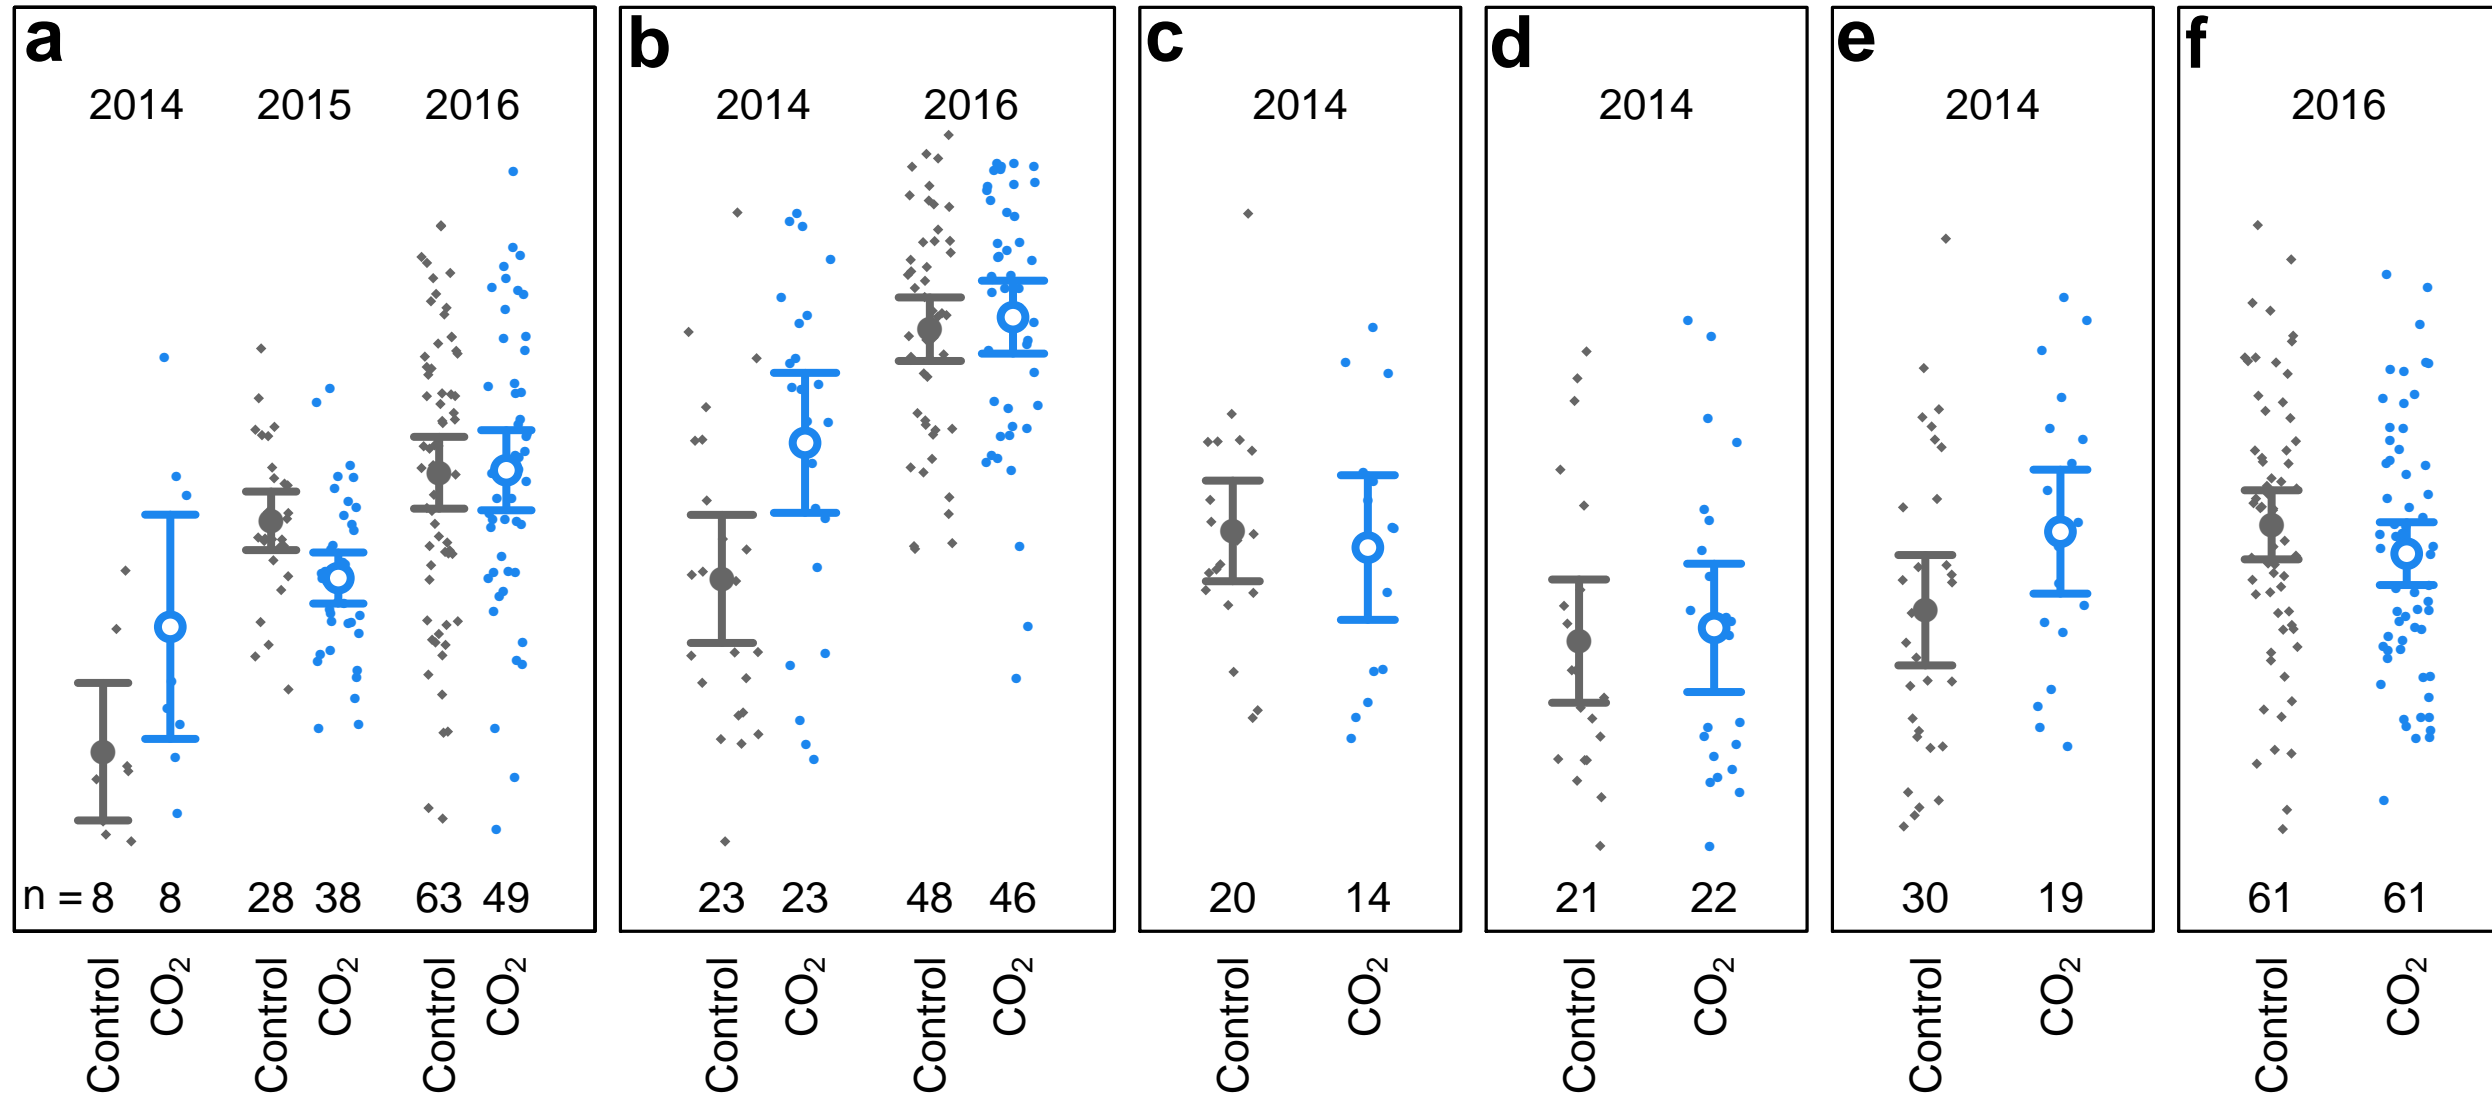 a b c d e f
2014 2015 2016 2014 2016 2014 2014 2014 2016
n = 8 8 28 38 63 49 23 23 48 46 20 14 21 22 30 19 61 61
Control CO₂ Control CO₂ Control CO₂ Control CO₂ Control CO₂ Control CO₂ Control CO₂ Control CO₂ Control CO₂